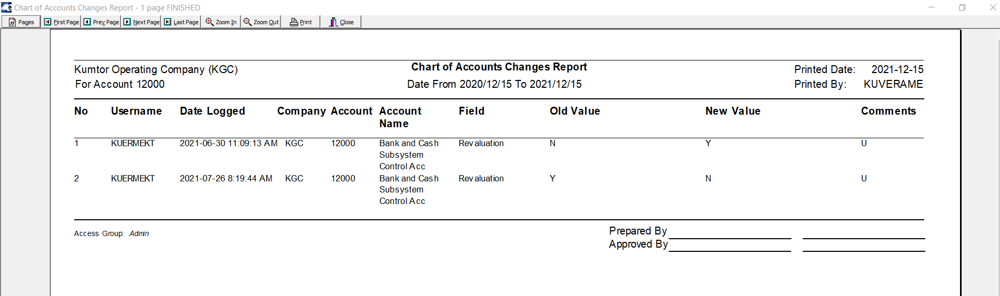 Chart of Accounts Changes Report - 1 page FINISHED
Pages First Page Prev Page Next Page Last Page Zoom In Zoom Out Print Close
Kumtor Operating Company (KGC) Chart of Accounts Changes Report Printed Date: 2021-12-15
For Account 12000 Date From 2020/12/15 To 2021/12/15 Printed By: KUVERAME
No Username Date Logged Company Account Account Field Old Value New Value Comments
Name
1 KUERMEKT 2021-06-30 11:09:13 AM KGC 12000 Bank and Cash Revaluation N Y U
Subsystem
Control Acc
2 KUERMEKT 2021-07-26 8:19:44 AM KGC 12000 Bank and Cash Revaluation Y N U
Subsystem
Control Acc
Access Group: Admin Prepared By
Approved By